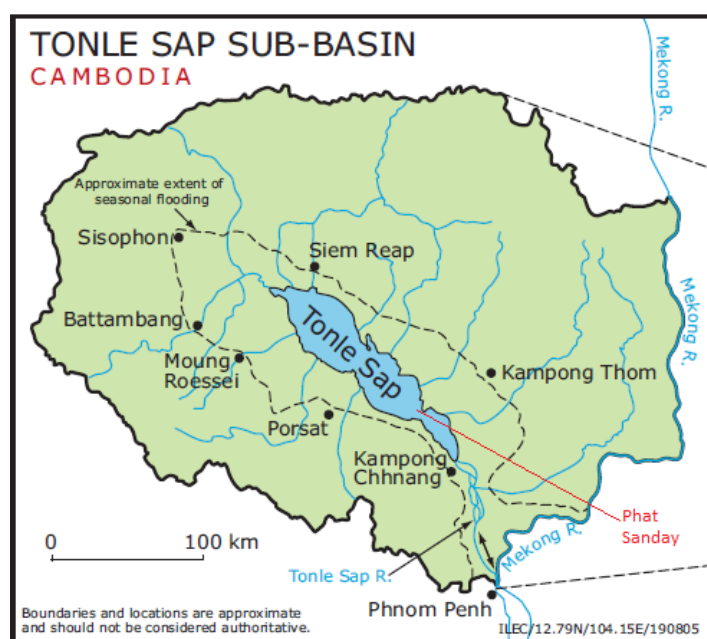 TONLE SAP SUB-BASIN
CAMBODIA
Mekong R.
Approximate extent of
seasonal flooding
Sisophon
Siem Reap
Battambang
Tonle Sap
Mekong R.
Moung
Roessei
Kampong Thom
Porsat
Kampong
Chhnang
Phat
Sanday
0 100 km
Mekong R.
Tonle Sap R.
Phnom Penh
Boundaries and locations are approximate
and should not be considered authoritative.
ILEC/12.79N/104.15E/190805